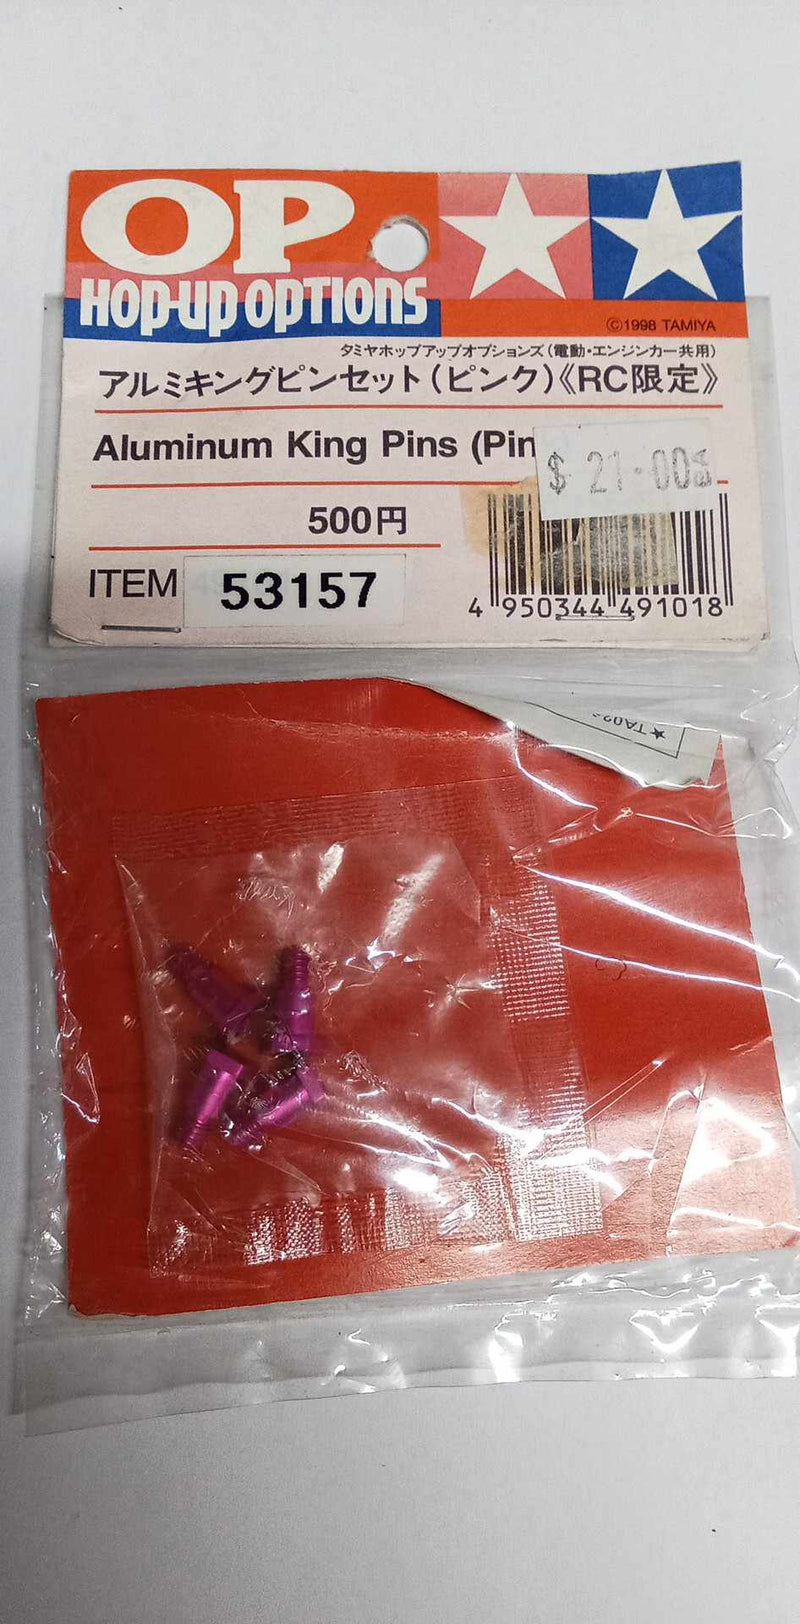 OP
HOP-UP OPTIONS
©1998 TAMIYA
タミヤホップアップオプションズ（電動・エンジンカー共用）
アルミキングピンセット（ピンク）《RC限定》
Aluminum King Pins (Pin
$ 21.00
500円
ITEM 53157
4 950344 491018
★TA02